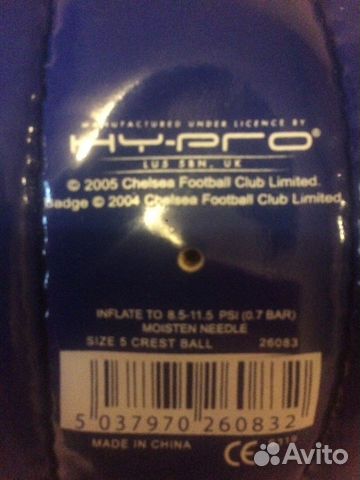 MANUFACTURED UNDER LICENCE BY
HY-PRO®
LU5 5BN, UK
© 2005 Chelsea Football Club Limited.
Badge © 2004 Chelsea Football Club Limited.
INFLATE TO 8.5-11.5 PSI (0.7 BAR)
MOISTEN NEEDLE
SIZE 5 CREST BALL 26083
5 037970 260832
MADE IN CHINA CE
Avito